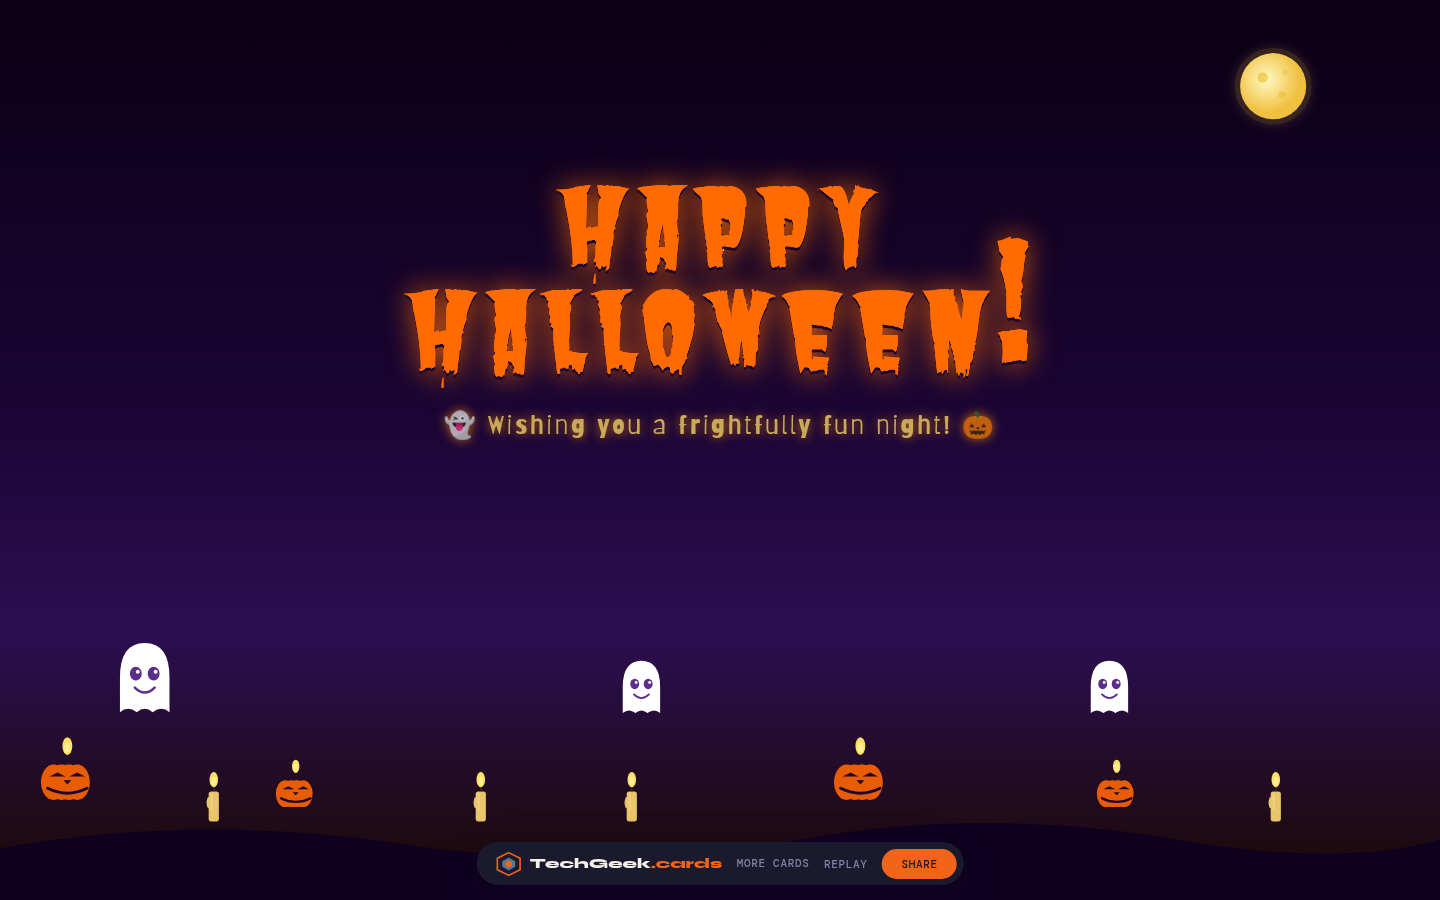 HAPPY
HALLOWEEN!
👻 Wishing you a frightfully fun night! 🎃
TechGeek.cards MORE CARDS REPLAY SHARE